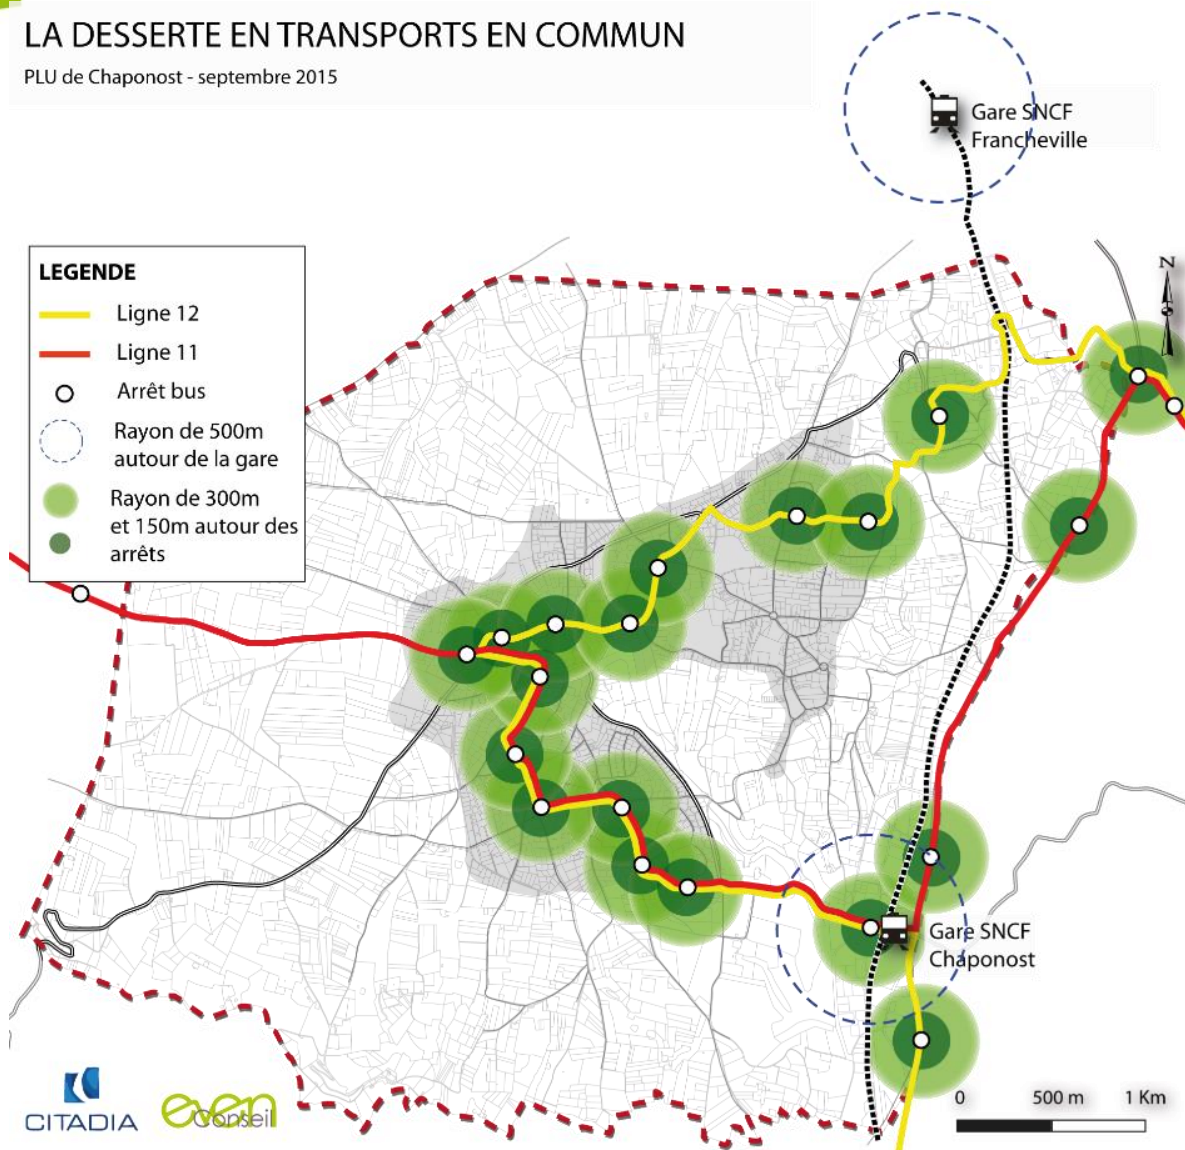 LA DESSERTE EN TRANSPORTS EN COMMUN
PLU de Chaponost - septembre 2015
Gare SNCF
Francheville
LEGENDE
Ligne 12
Ligne 11
Arrêt bus
Rayon de 500m
autour de la gare
Rayon de 300m
et 150m autour des
arrêts
N
Gare SNCF
Chaponost
CITADIA
even
Conseil
0 500 m 1 Km